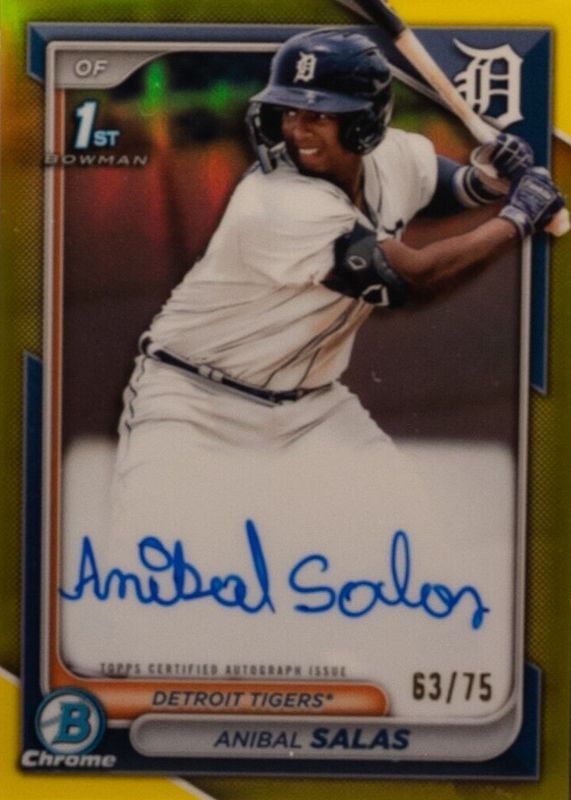 OF
D
D
1ST
BOWMAN
Anibal Salas
TOPPS CERTIFIED AUTOGRAPH ISSUE
63/75
DETROIT TIGERS®
ANIBAL SALAS
B
Chrome